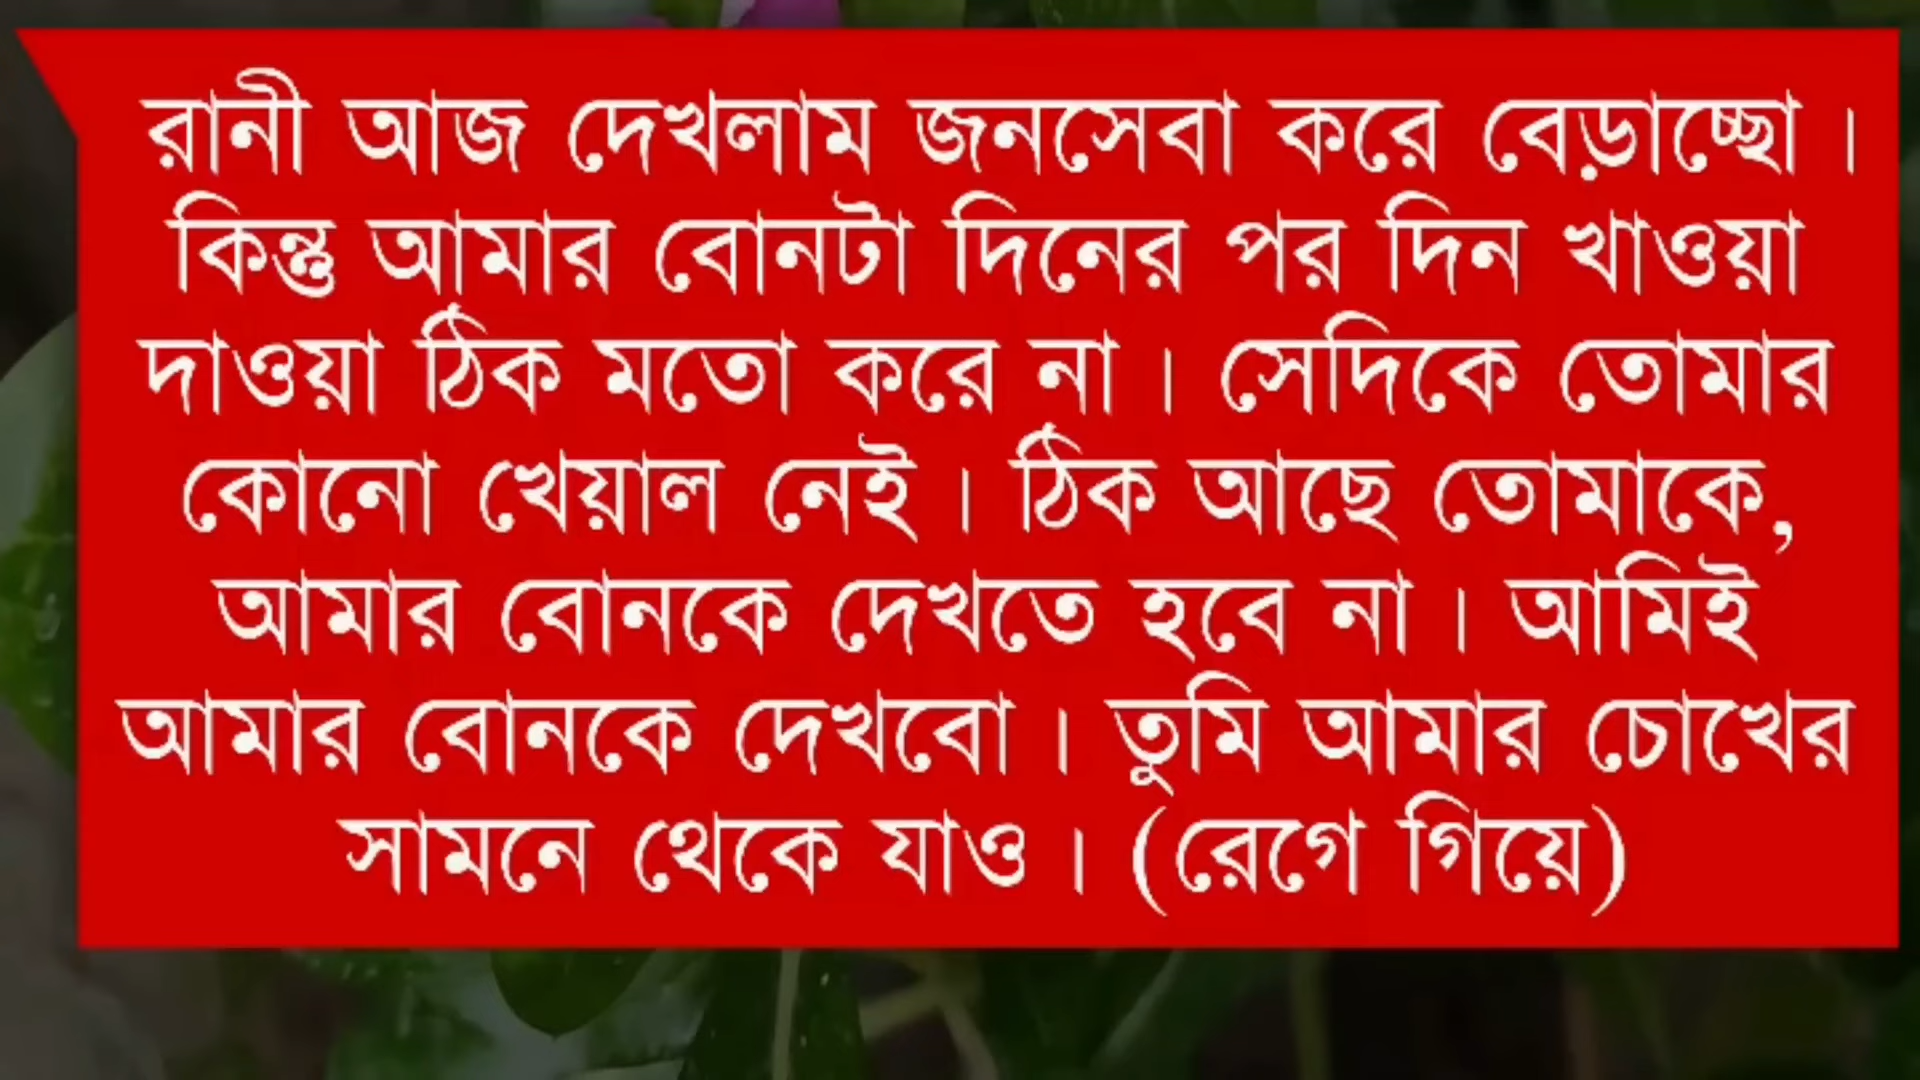 রানী আজ দেখলাম জনসেবা করে বেড়াচ্ছো ।
কিন্তু আমার বোনটা দিনের পর দিন খাওয়া
দাওয়া ঠিক মতো করে না । সেদিকে তোমার
কোনো খেয়াল নেই । ঠিক আছে তোমাকে,
আমার বোনকে দেখতে হবে না । আমিই
আমার বোনকে দেখবো । তুমি আমার চোখের
সামনে থেকে যাও । (রেগে গিয়ে)